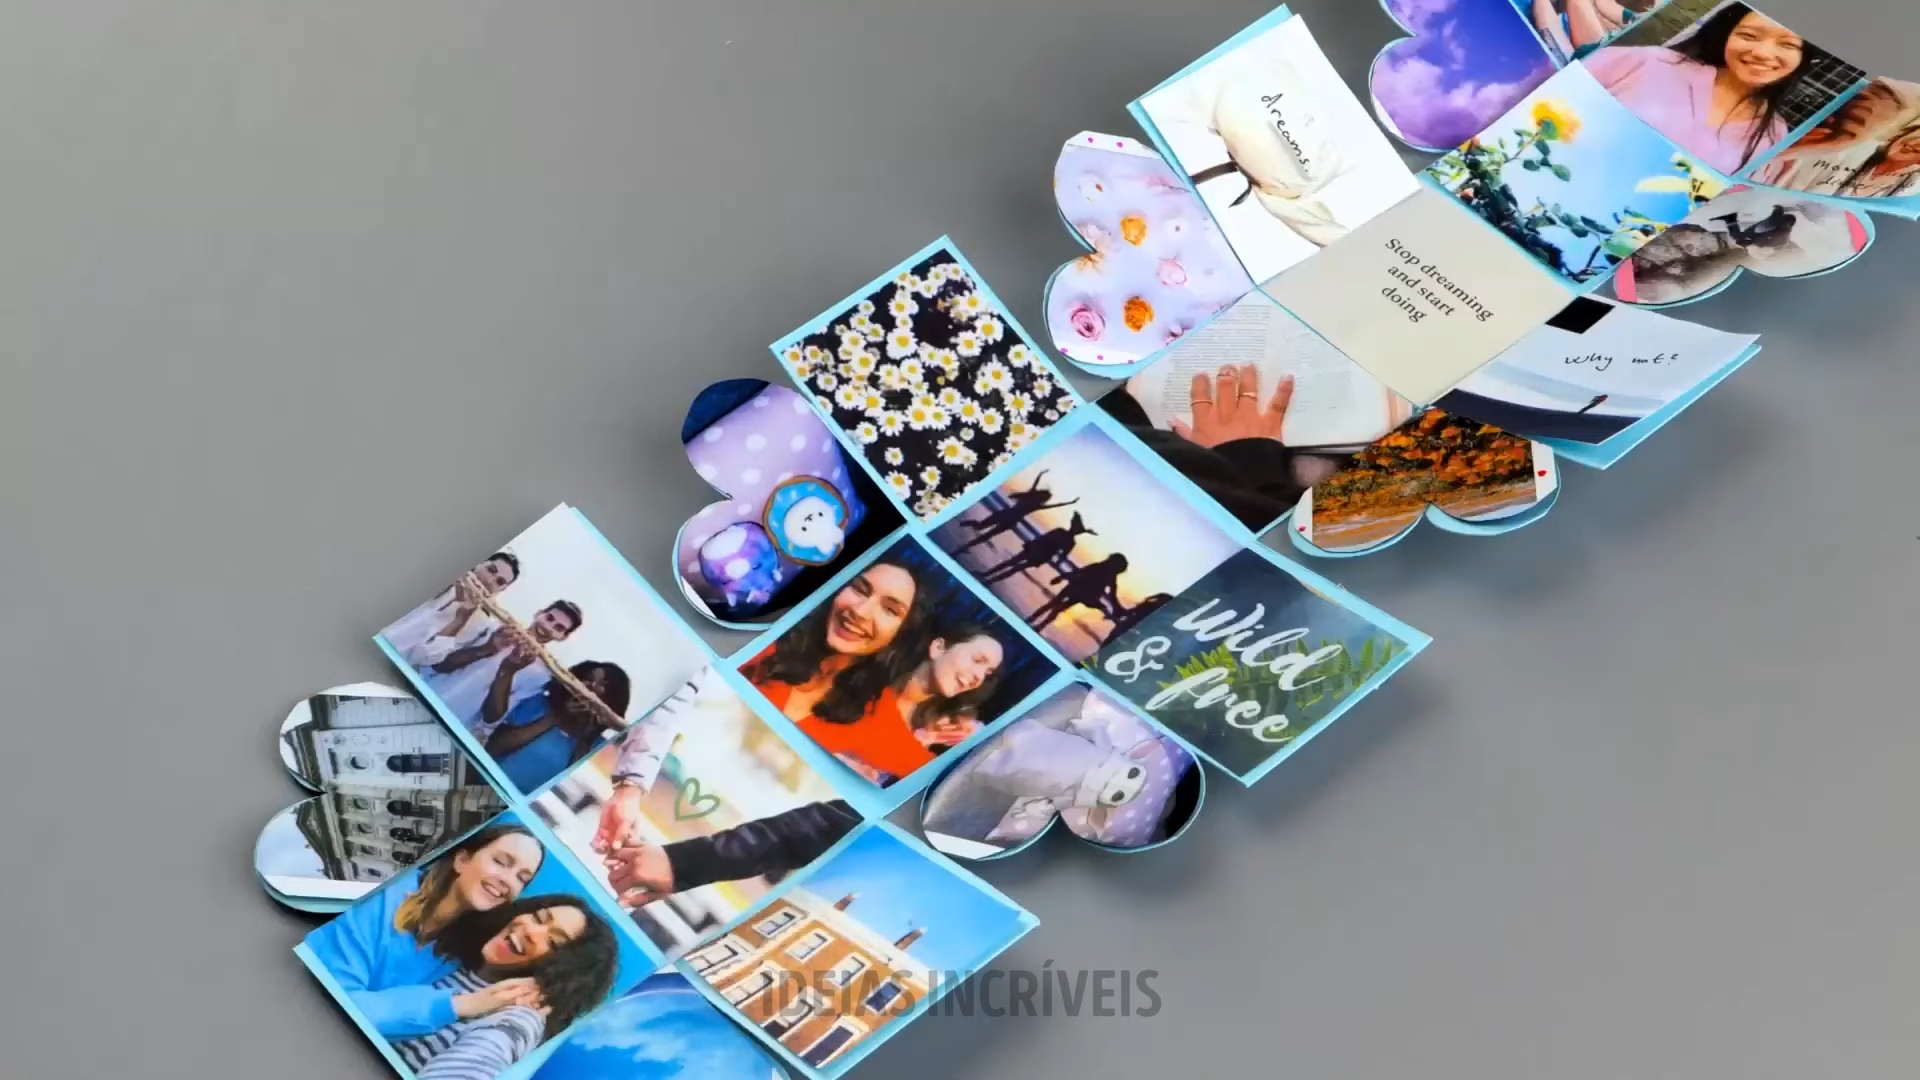 dreams.
Stop dreaming
and start
doing
why not?
Wild
& free
IDEIAS INCRÍVEIS